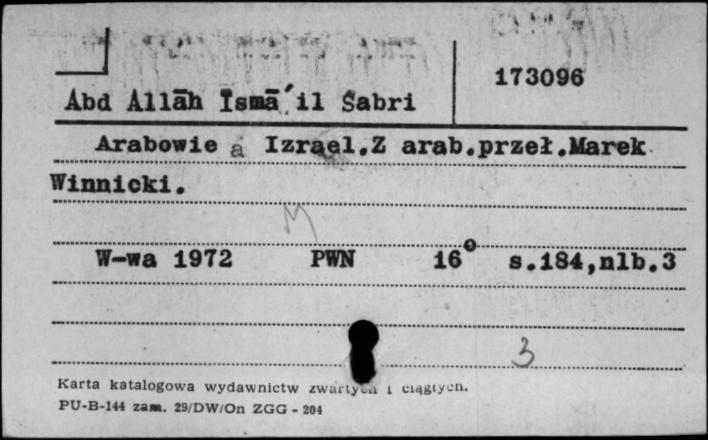 173096
Abd Allāh Ismā'il Sabri
Arabowie a Izrael.Z arab.przeł.Marek
Winnicki.
M
W-wa 1972 PWN 16° s.184,nlb.3
3
Karta katalogowa wydawnictw zwartych i ciągłych.
PU-B-144 zam. 29/DW/On ZGG - 204